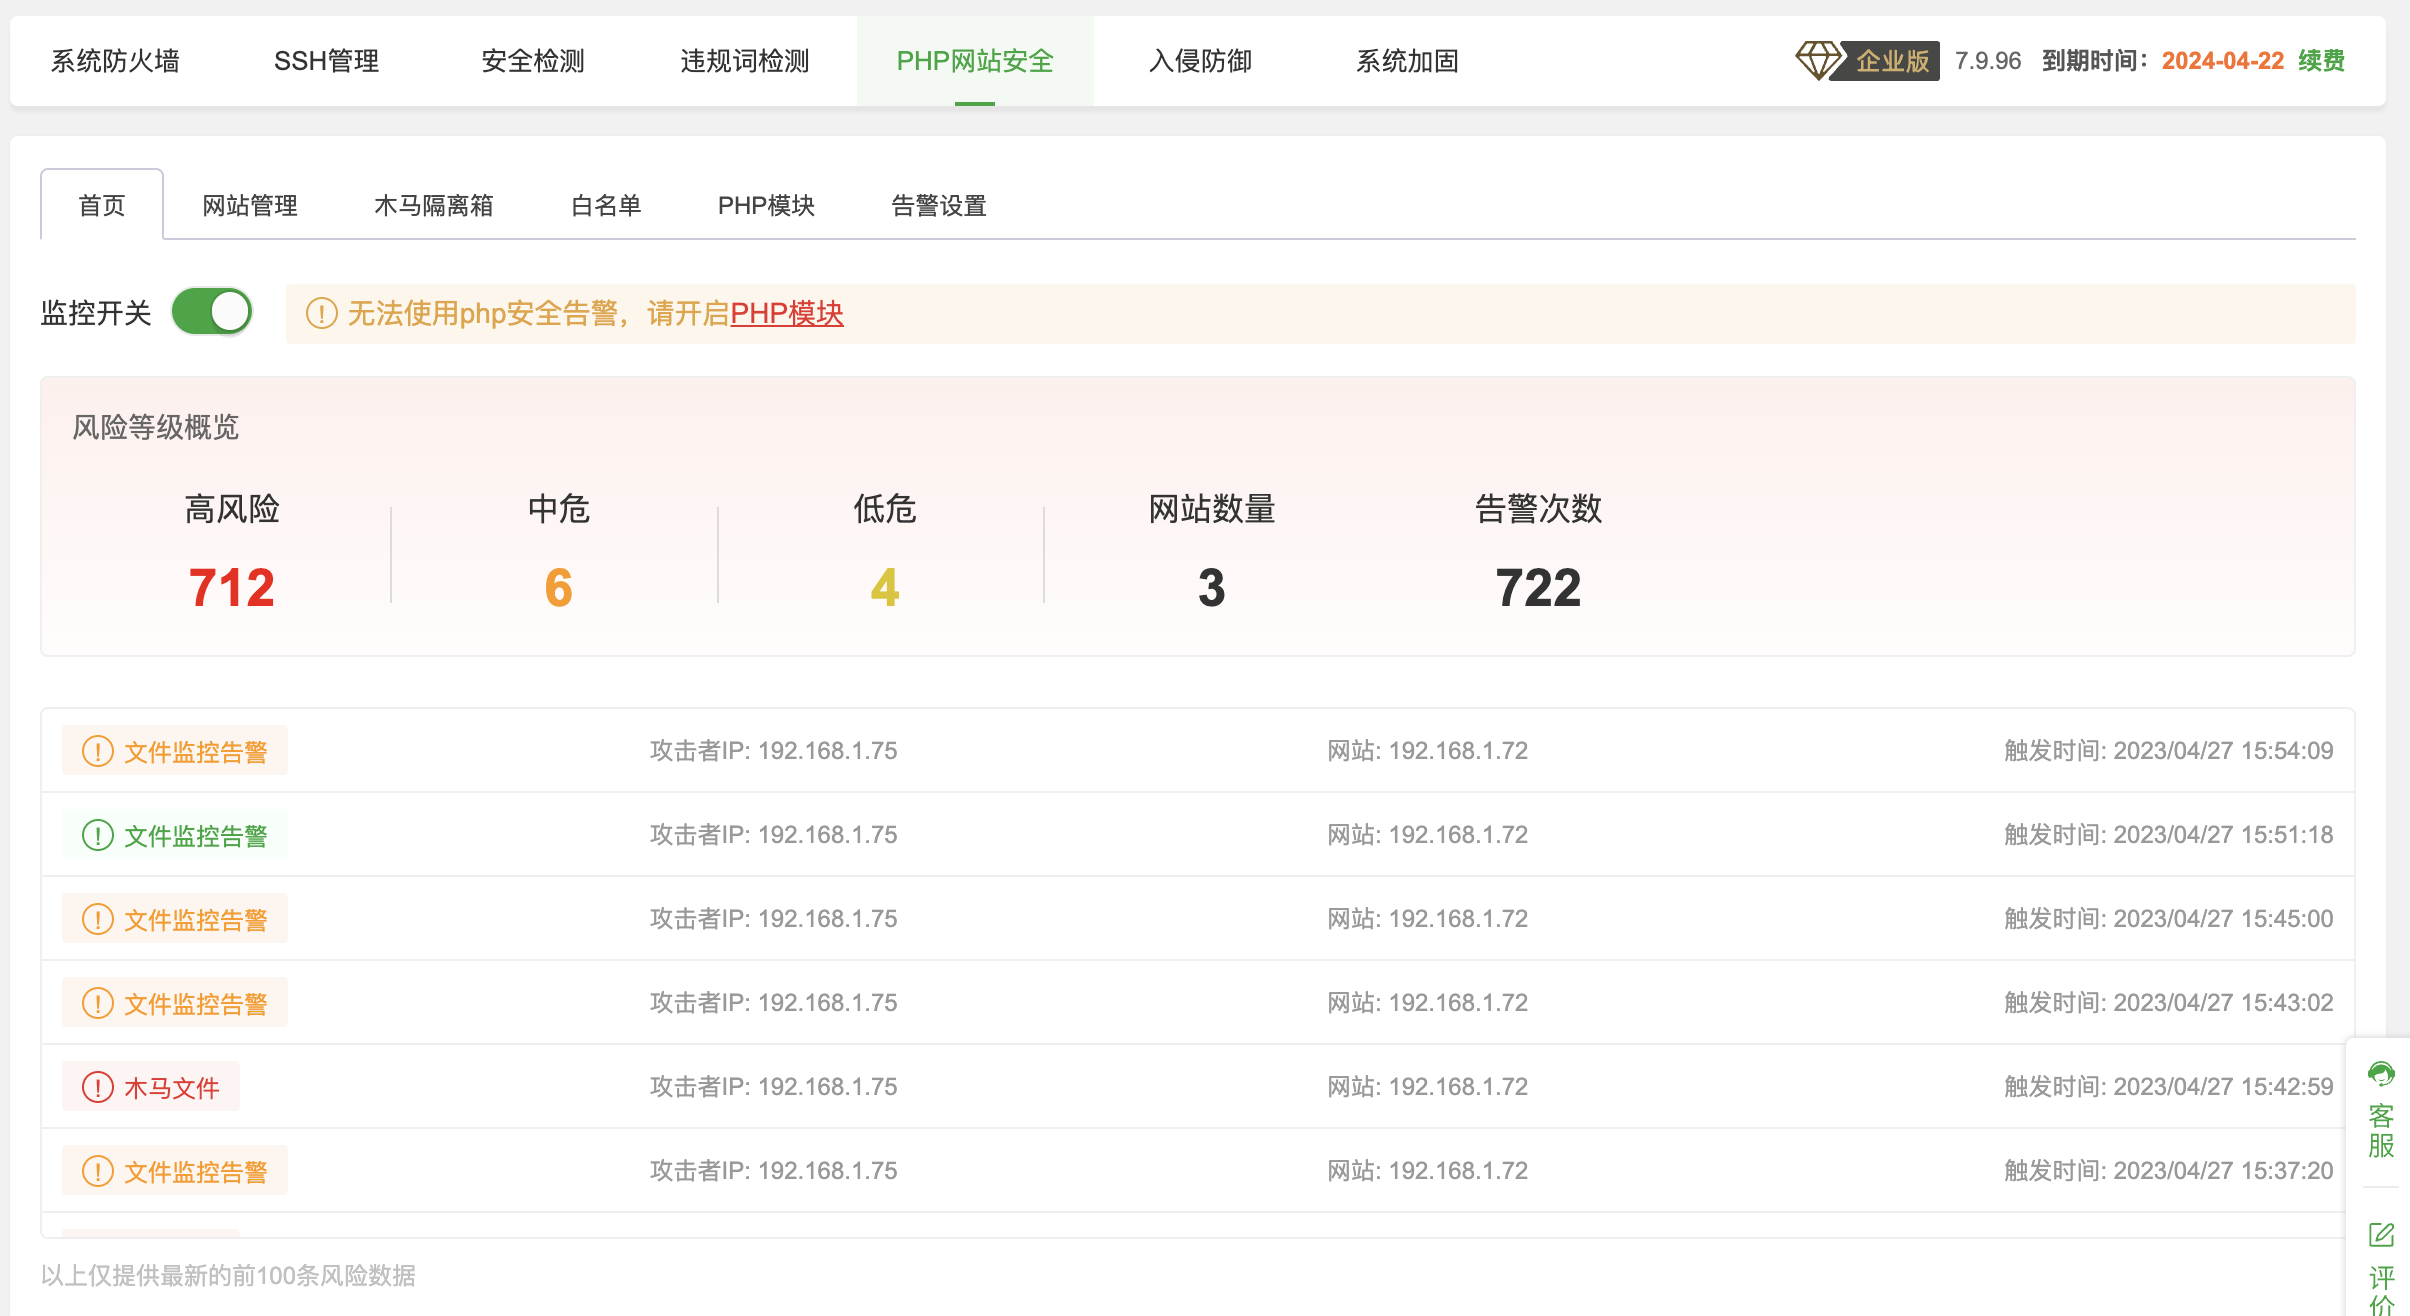 系统防火墙 SSH管理 安全检测 违规词检测 PHP网站安全 入侵防御 系统加固 企业版 7.9.96 到期时间：2024-04-22 续费
首页 网站管理 木马隔离箱 白名单 PHP模块 告警设置
监控开关 无法使用php安全告警，请开启PHP模块
风险等级概览
高风险 中危 低危 网站数量 告警次数
712 6 4 3 722
文件监控告警 攻击者IP: 192.168.1.75 网站: 192.168.1.72 触发时间: 2023/04/27 15:54:09
文件监控告警 攻击者IP: 192.168.1.75 网站: 192.168.1.72 触发时间: 2023/04/27 15:51:18
文件监控告警 攻击者IP: 192.168.1.75 网站: 192.168.1.72 触发时间: 2023/04/27 15:45:00
文件监控告警 攻击者IP: 192.168.1.75 网站: 192.168.1.72 触发时间: 2023/04/27 15:43:02
木马文件 攻击者IP: 192.168.1.75 网站: 192.168.1.72 触发时间: 2023/04/27 15:42:59
文件监控告警 攻击者IP: 192.168.1.75 网站: 192.168.1.72 触发时间: 2023/04/27 15:37:20
以上仅提供最新的前100条风险数据
客服
评价